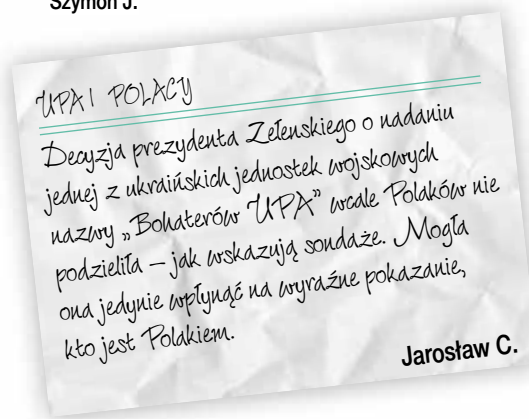 Szymon J.
UPA I POLACY
Decyzja prezydenta Zełenskiego o nadaniu
jednej z ukraińskich jednostek wojskowych
nazwy „Bohaterów UPA” wcale Polaków nie
podzieliła – jak wskazują sondaże. Mogła
ona jedynie wpłynąć na wyraźne pokazanie,
kto jest Polakiem.
Jarosław C.